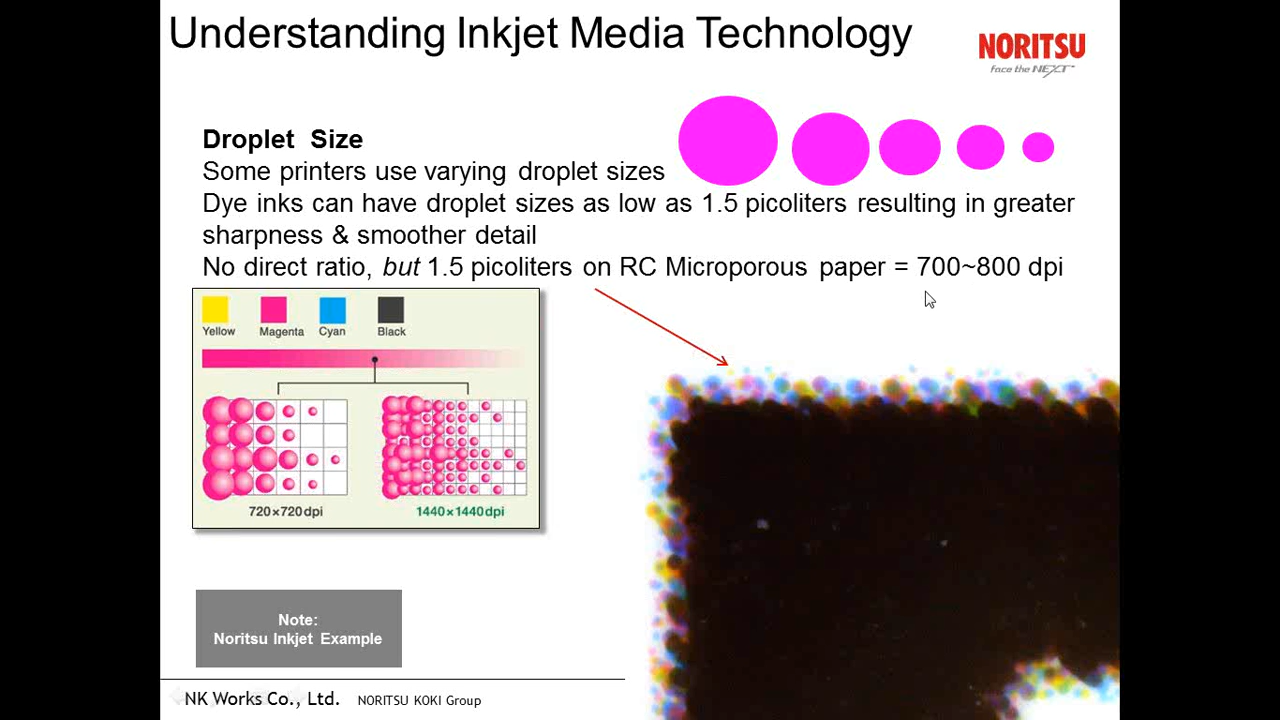 Understanding Inkjet Media Technology
NORITSU
face the NEXT
Droplet Size
Some printers use varying droplet sizes
Dye inks can have droplet sizes as low as 1.5 picoliters resulting in greater
sharpness & smoother detail
No direct ratio, but 1.5 picoliters on RC Microporous paper = 700~800 dpi
Yellow Magenta Cyan Black
720×720dpi 1440×1440dpi
Note:
Noritsu Inkjet Example
NK Works Co., Ltd. NORITSU KOKI Group